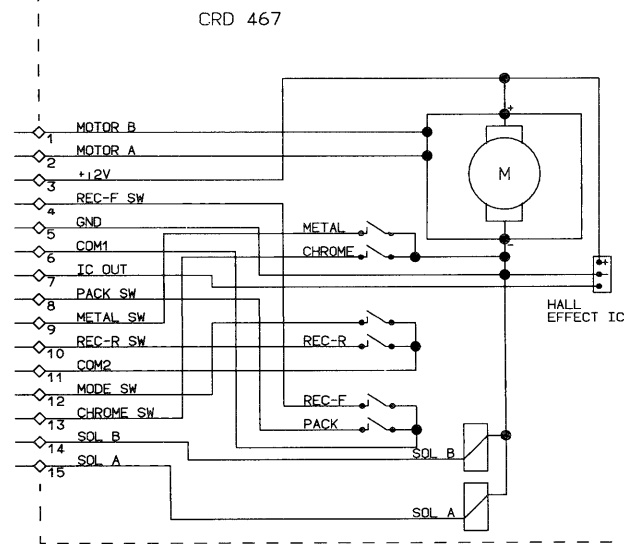 CRD 467
1 MOTOR B
2 MOTOR A
3 +12V
4 REC-F SW
5 GND
6 COM1
7 IC OUT
8 PACK SW
9 METAL SW
10 REC-R SW
11 COM2
12 MODE SW
13 CHROME SW
14 SOL B
15 SOL A
METAL
CHROME
REC-R
REC-F
PACK
SOL B
SOL A
+
M
-
+
-
HALL
EFFECT IC